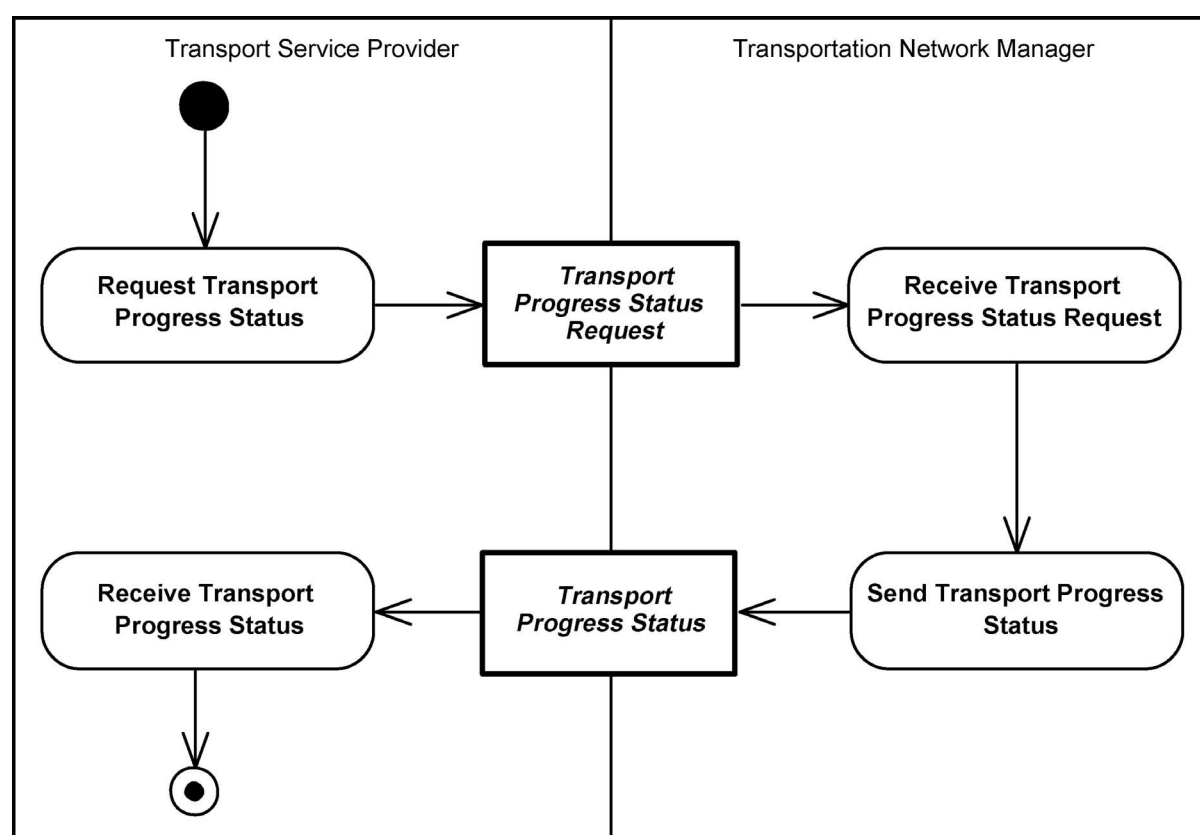 Transport Service Provider
Transportation Network Manager
Request Transport
Progress Status
Transport
Progress Status
Request
Receive Transport
Progress Status Request
Receive Transport
Progress Status
Transport
Progress Status
Send Transport Progress
Status